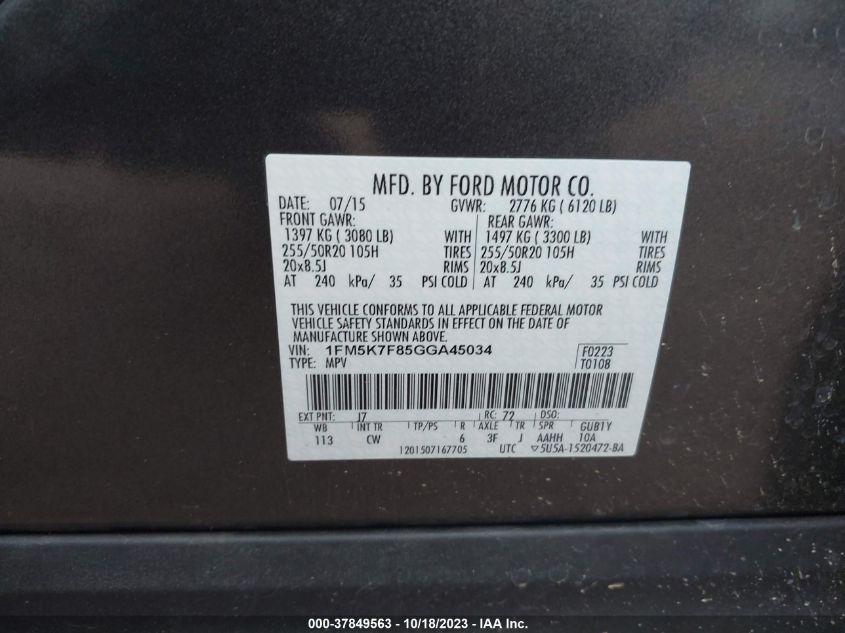 MFD. BY FORD MOTOR CO.
DATE: 07/15 GVWR: 2776 KG ( 6120 LB)
FRONT GAWR: REAR GAWR:
1397 KG ( 3080 LB) WITH 1497 KG ( 3300 LB) WITH
255/50R20 105H TIRES 255/50R20 105H TIRES
20x8.5J RIMS 20x8.5J RIMS
AT 240 kPa/ 35 PSI COLD AT 240 kPa/ 35 PSI COLD
THIS VEHICLE CONFORMS TO ALL APPLICABLE FEDERAL MOTOR
VEHICLE SAFETY STANDARDS IN EFFECT ON THE DATE OF
MANUFACTURE SHOWN ABOVE.
VIN: 1FM5K7F85GGA45034 F0223
TYPE: MPV T0108
EXT PNT: J7 RC: 72 DSO:
WB INT TR TP/PS R AXLE TR SPR GUB1Y
113 CW 6 3F J AAHH 10A
1201507167705 UTC 5U5A-1520472-BA
000-37849563 - 10/18/2023 - IAA Inc.